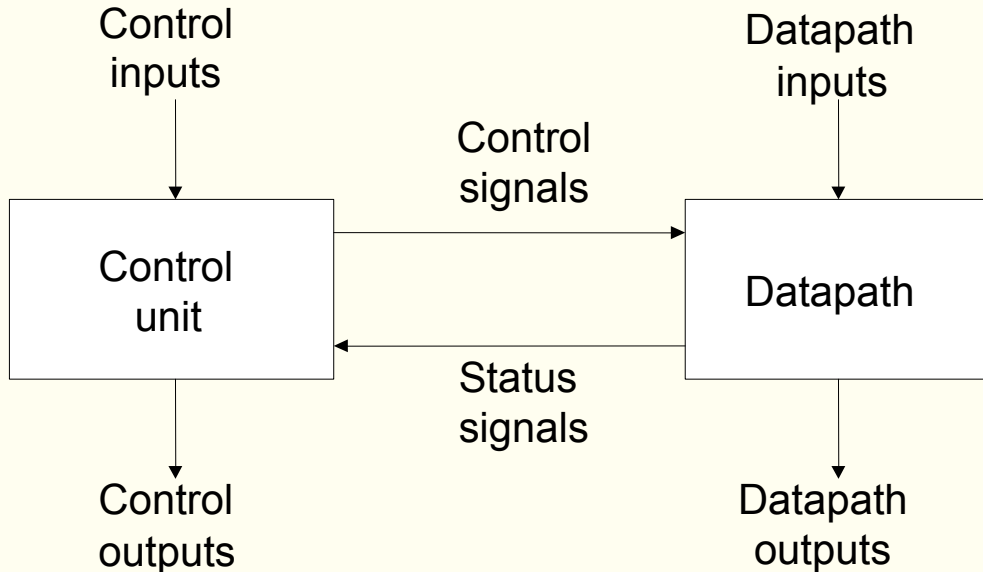 Control
inputs
Datapath
inputs
Control
signals
Control
unit
Datapath
Status
signals
Control
outputs
Datapath
outputs